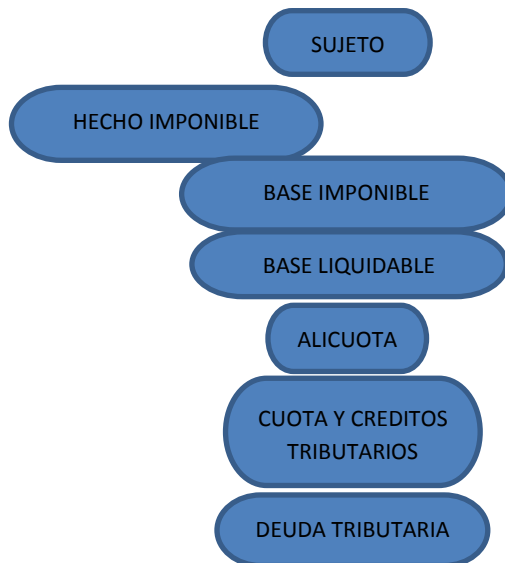 SUJETO
HECHO IMPONIBLE
BASE IMPONIBLE
BASE LIQUIDABLE
ALICUOTA
CUOTA Y CREDITOS
TRIBUTARIOS
DEUDA TRIBUTARIA